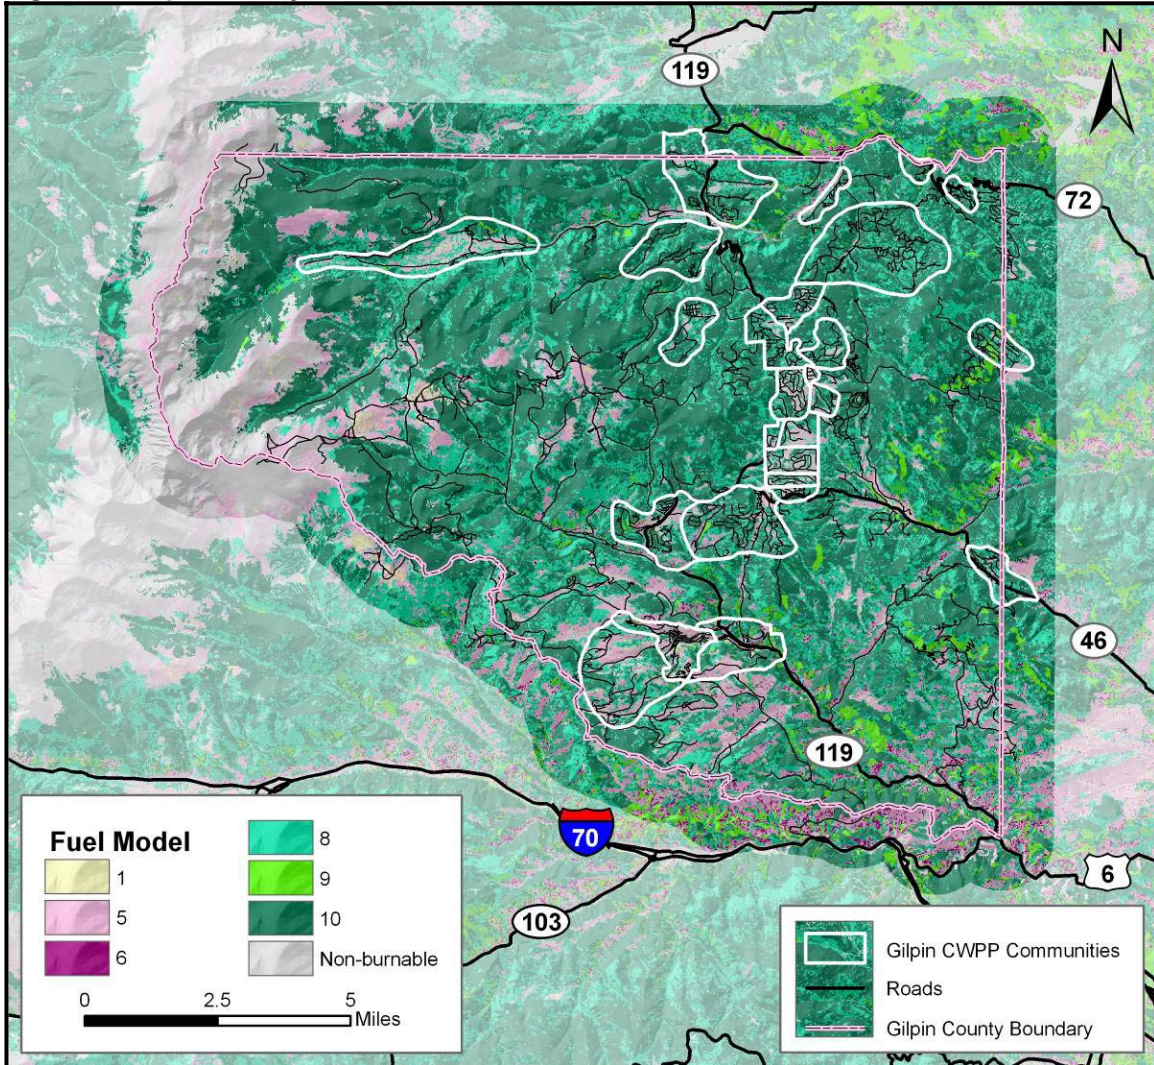 N
119
72
46
119
70
6
103
Fuel Model
1
5
6
8
9
10
Non-burnable
0 2.5 5
Miles
Gilpin CWPP Communities
Roads
Gilpin County Boundary